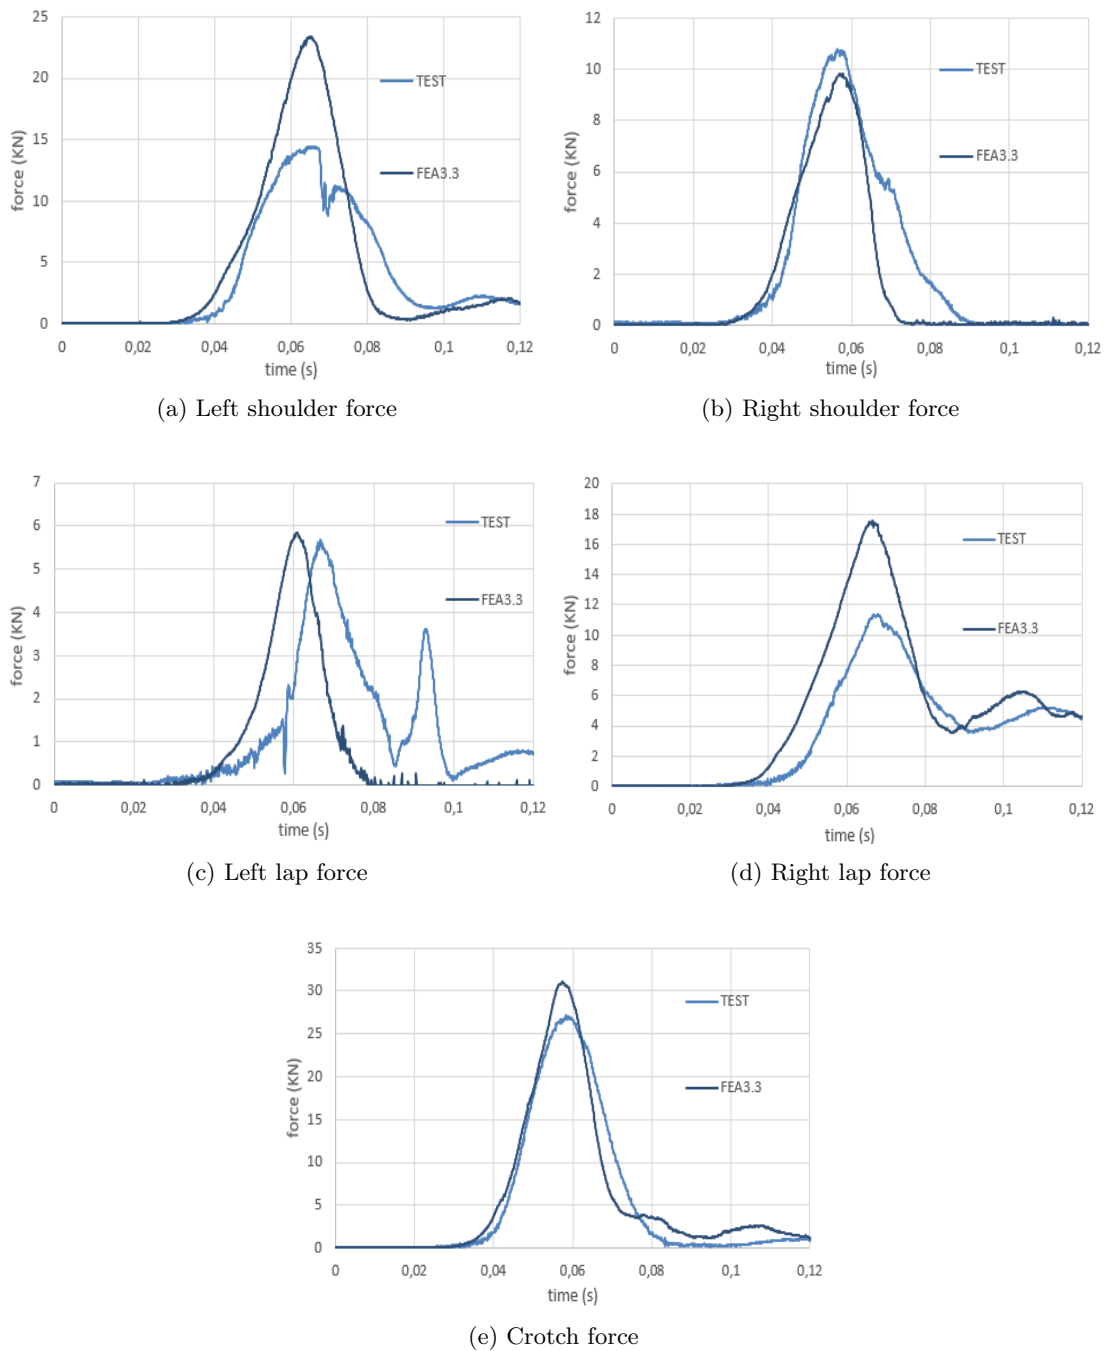 25
20
15
10
5
0
force (KN)
TEST
FEA3.3
0 0,02 0,04 0,06 0,08 0,1 0,12
time (s)
(a) Left shoulder force
12
10
8
6
4
2
0
force (KN)
TEST
FEA3.3
0 0,02 0,04 0,06 0,08 0,1 0,12
time (s)
(b) Right shoulder force
7
6
5
4
3
2
1
0
force (KN)
TEST
FEA3.3
0 0,02 0,04 0,06 0,08 0,1 0,12
time (s)
(c) Left lap force
20
18
16
14
12
10
8
6
4
2
0
force (KN)
TEST
FEA3.3
0 0,02 0,04 0,06 0,08 0,1 0,12
time (s)
(d) Right lap force
35
30
25
20
15
10
5
0
force (KN)
TEST
FEA3.3
0 0,02 0,04 0,06 0,08 0,1 0,12
time (s)
(e) Crotch force